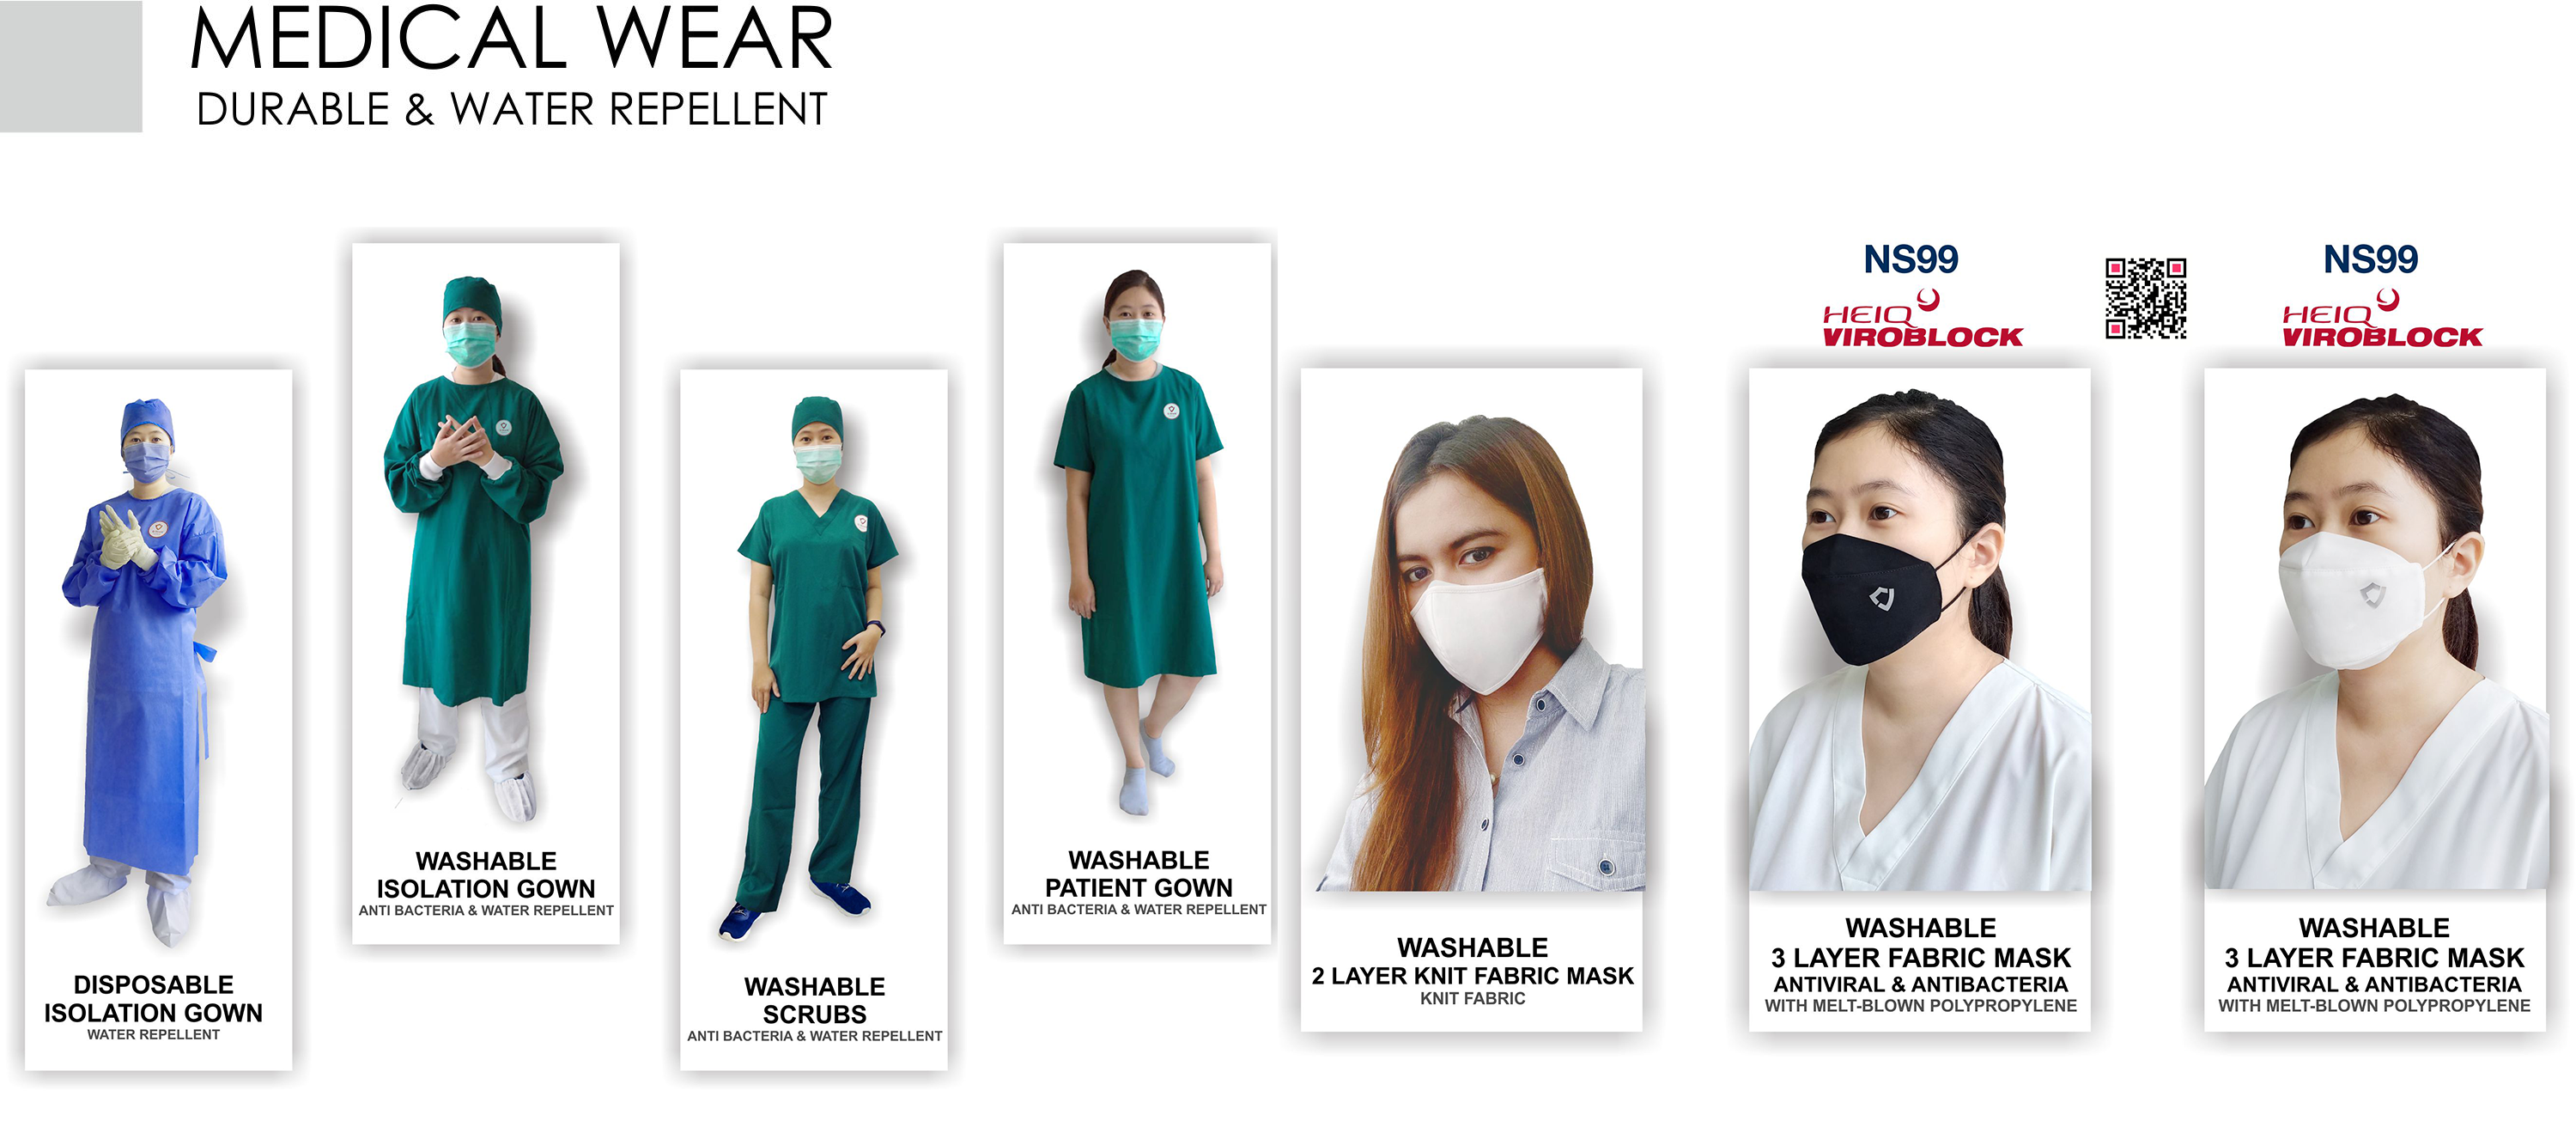 MEDICAL WEAR
DURABLE & WATER REPELLENT
DISPOSABLE
ISOLATION GOWN
WATER REPELLENT
WASHABLE
ISOLATION GOWN
ANTI BACTERIA & WATER REPELLENT
WASHABLE
SCRUBS
ANTI BACTERIA & WATER REPELLENT
WASHABLE
PATIENT GOWN
ANTI BACTERIA & WATER REPELLENT
WASHABLE
2 LAYER KNIT FABRIC MASK
KNIT FABRIC
NS99
HEIQ
VIROBLOCK
WASHABLE
3 LAYER FABRIC MASK
ANTIVIRAL & ANTIBACTERIA
WITH MELT-BLOWN POLYPROPYLENE
NS99
HEIQ
VIROBLOCK
WASHABLE
3 LAYER FABRIC MASK
ANTIVIRAL & ANTIBACTERIA
WITH MELT-BLOWN POLYPROPYLENE